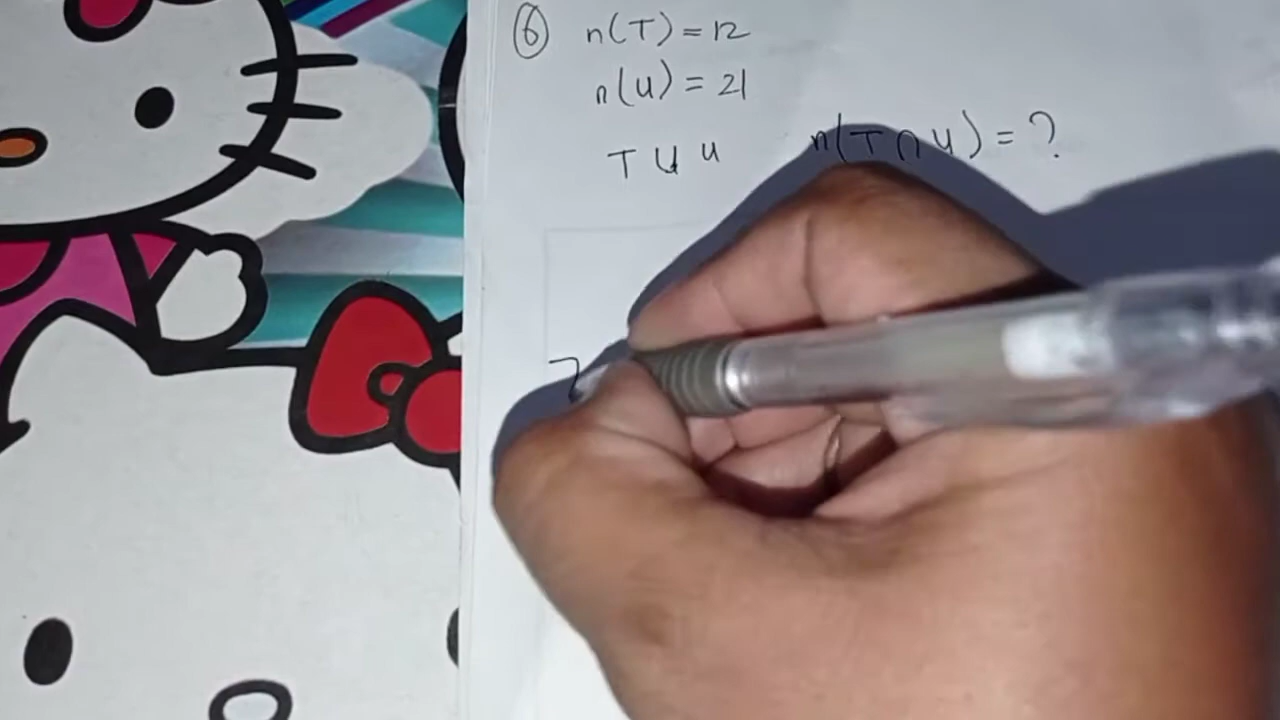 ⑥ n(T) = 12
n(u) = 21
T U u n(T ∩ u) = ?